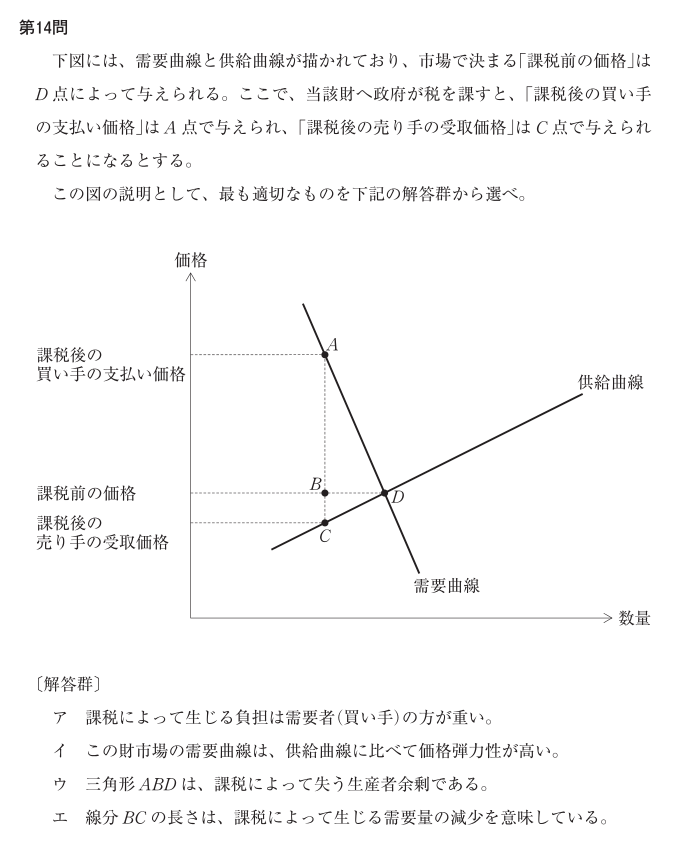 第14問
下図には、需要曲線と供給曲線が描かれており、市場で決まる「課税前の価格」は
D 点によって与えられる。ここで、当該財へ政府が税を課すと、「課税後の買い手
の支払い価格」は A 点で与えられ、「課税後の売り手の受取価格」は C 点で与えられ
ることになるとする。
この図の説明として、最も適切なものを下記の解答群から選べ。
価格
A
課税後の
買い手の支払い価格
供給曲線
B
課税前の価格
D
課税後の
売り手の受取価格
C
需要曲線
数量
〔解答群〕
ア 課税によって生じる負担は需要者(買い手)の方が重い。
イ この財市場の需要曲線は、供給曲線に比べて価格弾力性が高い。
ウ 三角形 ABD は、課税によって失う生産者余剰である。
エ 線分 BC の長さは、課税によって生じる需要量の減少を意味している。